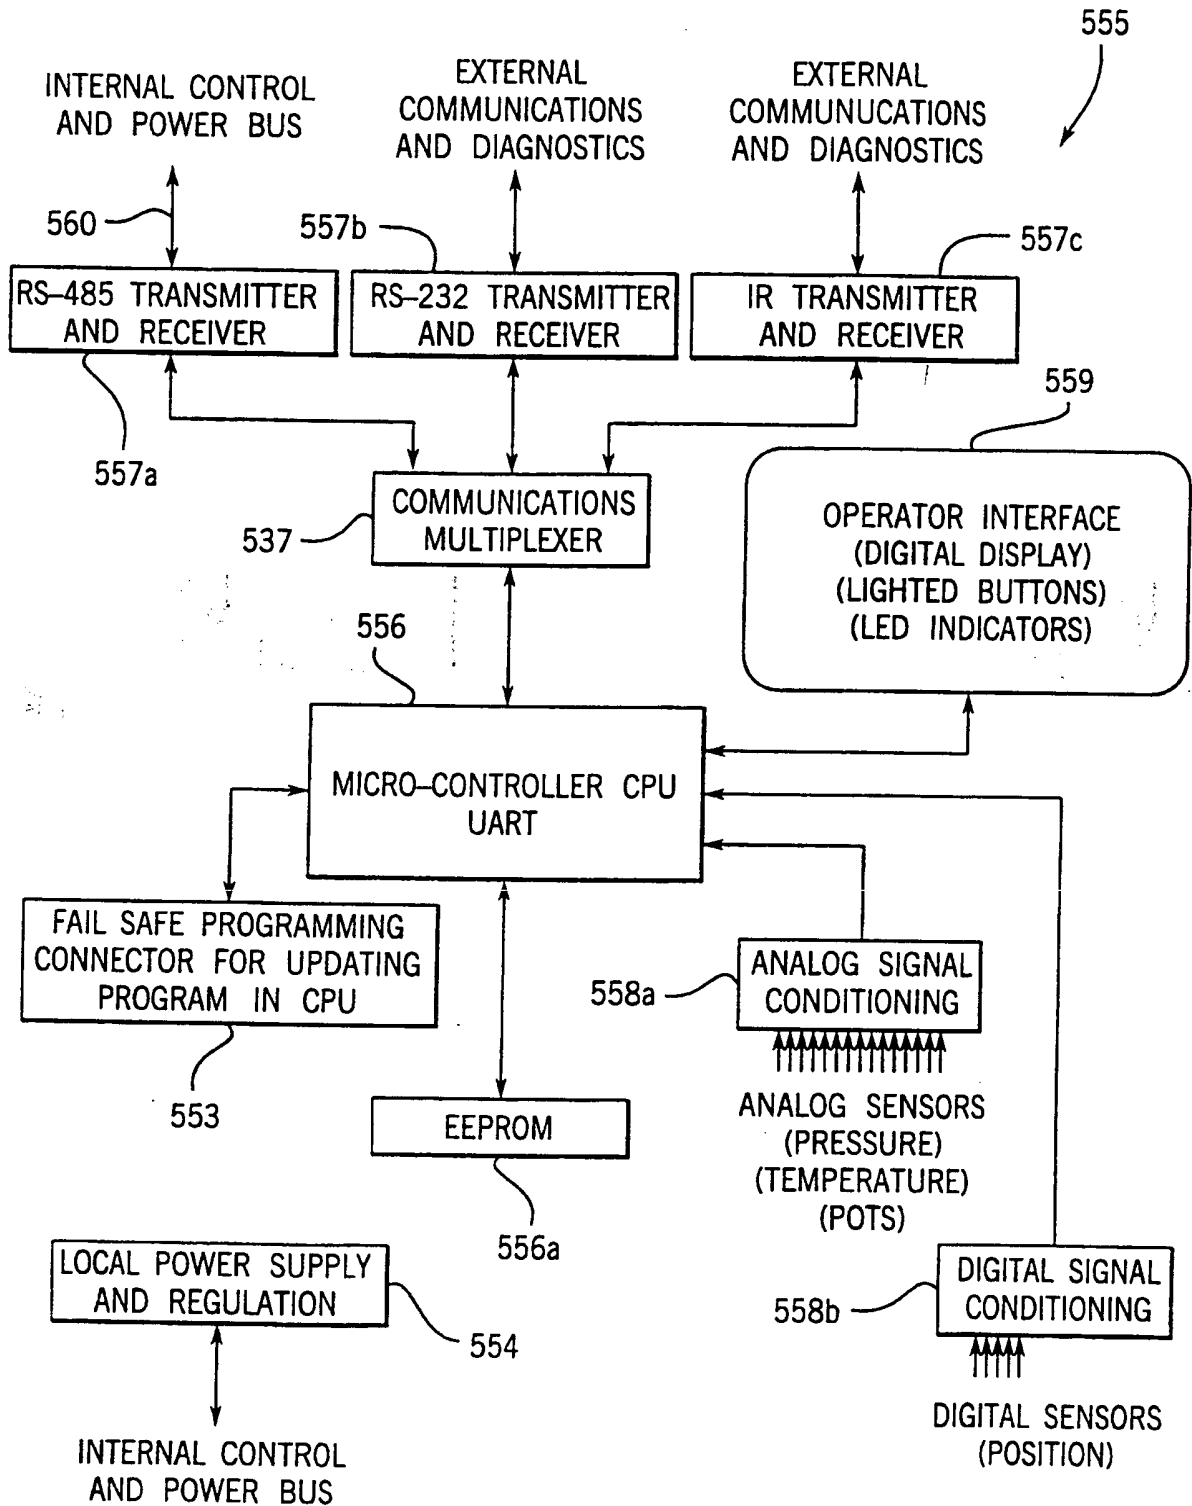 555
INTERNAL CONTROL
AND POWER BUS
EXTERNAL
COMMUNICATIONS
AND DIAGNOSTICS
EXTERNAL
COMMUNUCATIONS
AND DIAGNOSTICS
560
557b
557c
RS-485 TRANSMITTER
AND RECEIVER
RS-232 TRANSMITTER
AND RECEIVER
IR TRANSMITTER
AND RECEIVER
557a
559
COMMUNICATIONS
MULTIPLEXER
537
OPERATOR INTERFACE
(DIGITAL DISPLAY)
(LIGHTED BUTTONS)
(LED INDICATORS)
556
MICRO-CONTROLLER CPU
UART
FAIL SAFE PROGRAMMING
CONNECTOR FOR UPDATING
PROGRAM IN CPU
553
558a
ANALOG SIGNAL
CONDITIONING
ANALOG SENSORS
(PRESSURE)
(TEMPERATURE)
(POTS)
EEPROM
556a
LOCAL POWER SUPPLY
AND REGULATION
554
558b
DIGITAL SIGNAL
CONDITIONING
DIGITAL SENSORS
(POSITION)
INTERNAL CONTROL
AND POWER BUS